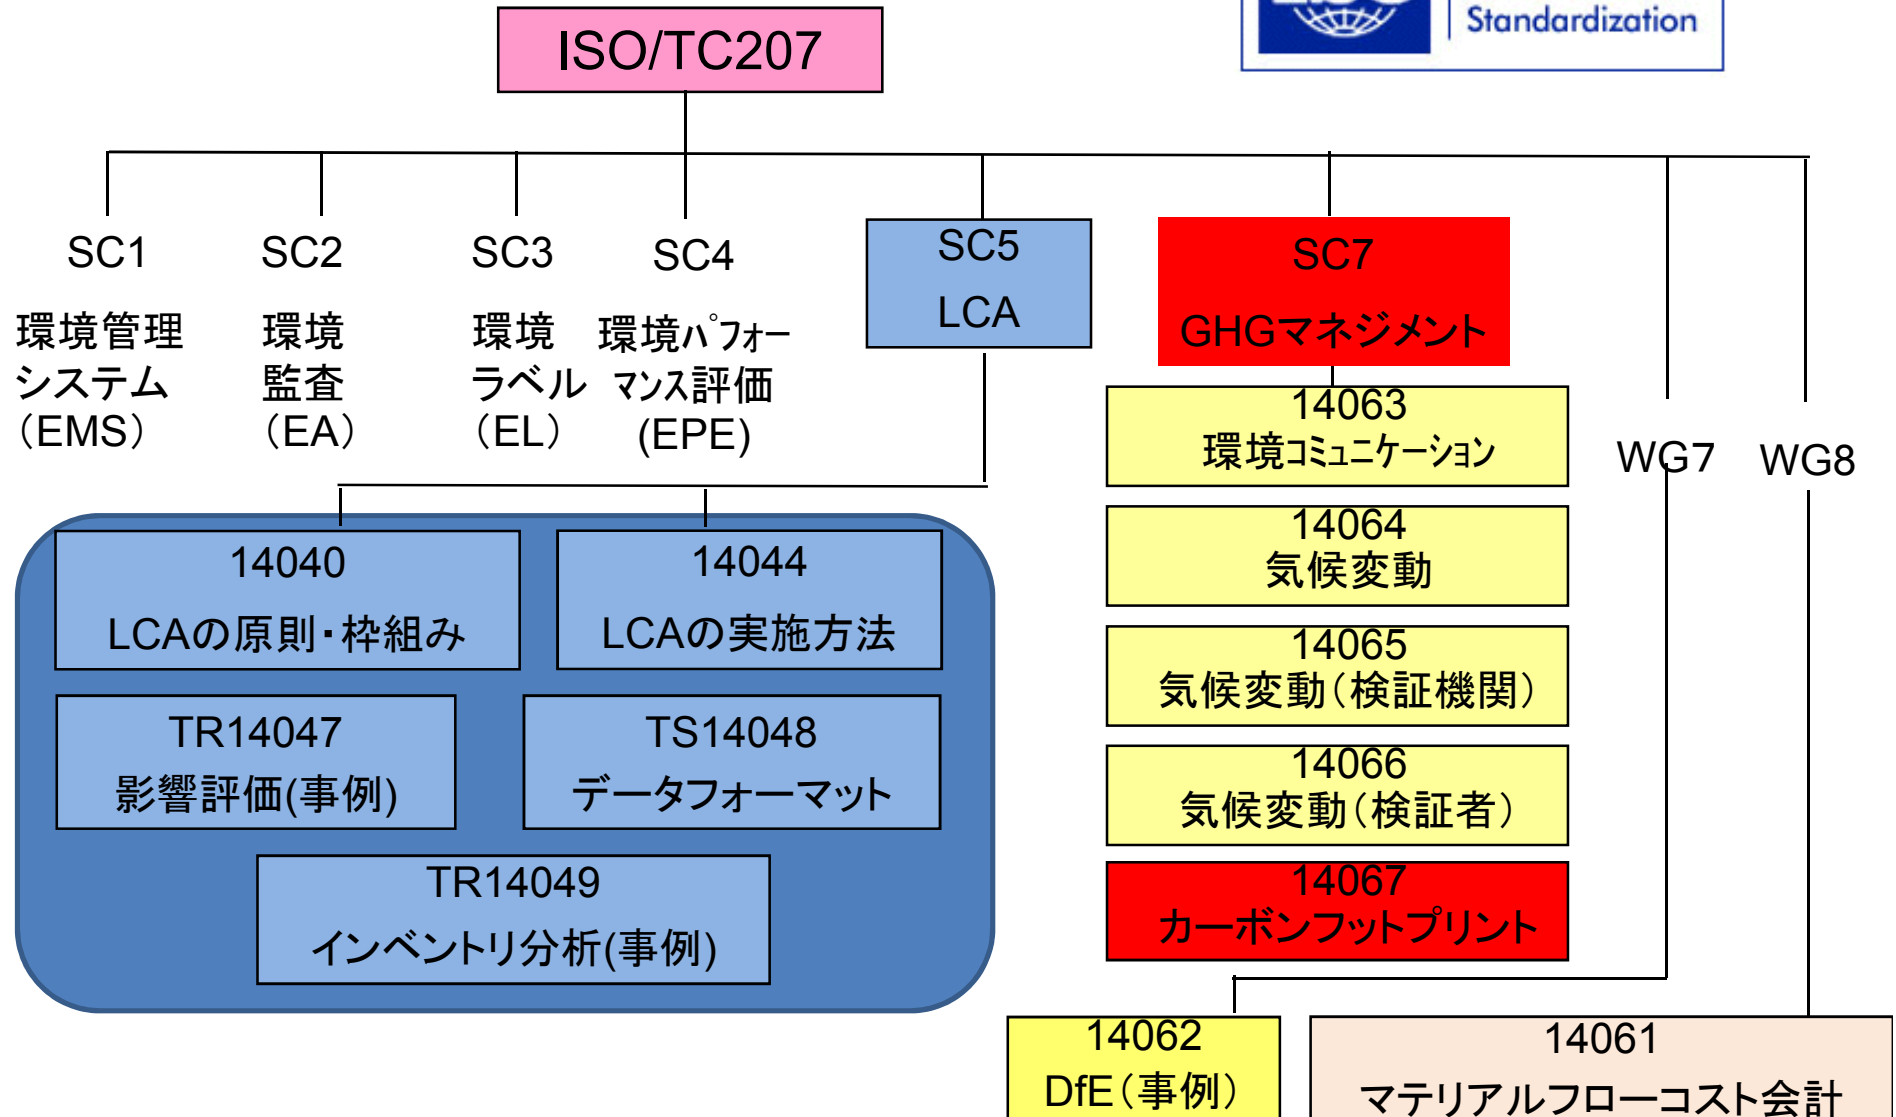 Standardization
ISO/TC207
SC1
環境管理
システム
（EMS）
SC2
環境
監査
（EA）
SC3
環境
ラベル
（EL）
SC4
環境パフォー
マンス評価
(EPE)
SC5
LCA
SC7
GHGマネジメント
14063
環境コミュニケーション
14064
気候変動
14065
気候変動（検証機関）
14066
気候変動（検証者）
14067
カーボンフットプリント
WG7
WG8
14040
LCAの原則・枠組み
14044
LCAの実施方法
TR14047
影響評価(事例)
TS14048
データフォーマット
TR14049
インベントリ分析(事例)
14062
DfE（事例）
14061
マテリアルフローコスト会計